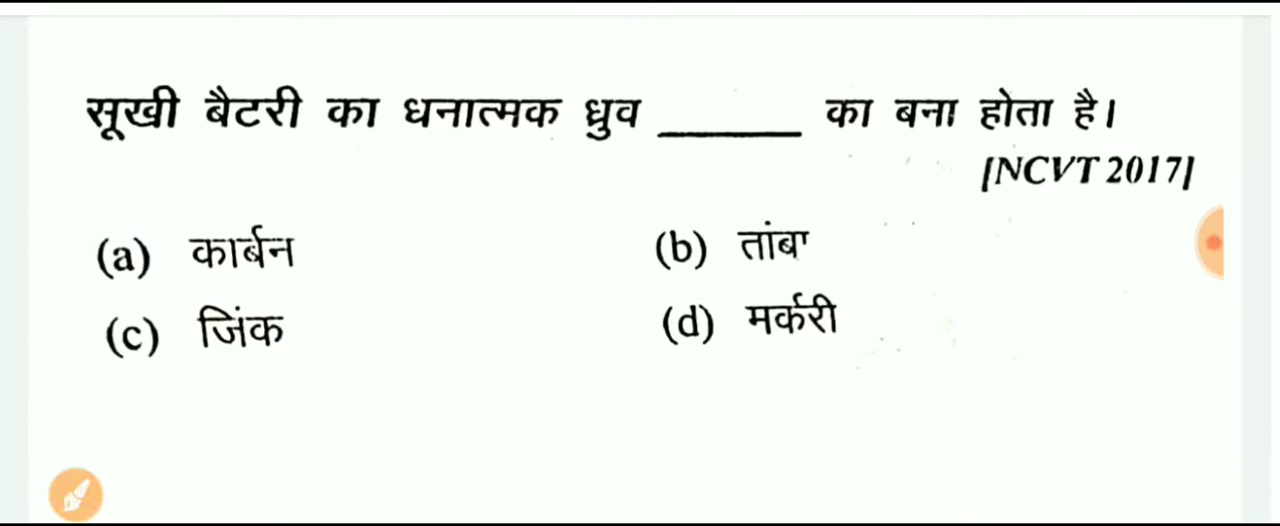 सूखी बैटरी का धनात्मक ध्रुव ______ का बना होता है।
[NCVT 2017]
(a) कार्बन (b) तांबा
(c) जिंक (d) मर्करी